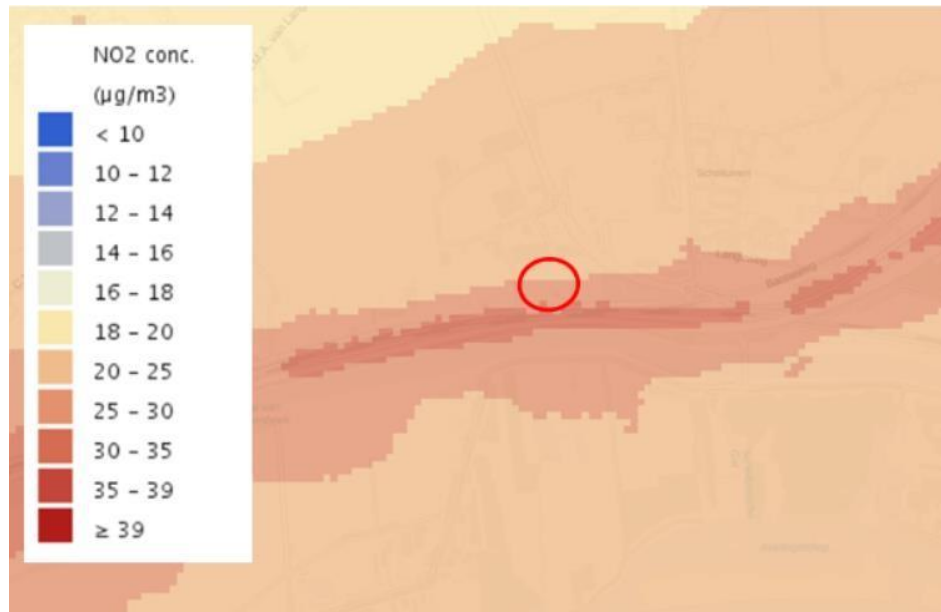 NO2 conc.
(µg/m3)
< 10
10 – 12
12 – 14
14 – 16
16 – 18
18 – 20
20 – 25
25 – 30
30 – 35
35 – 39
≥ 39